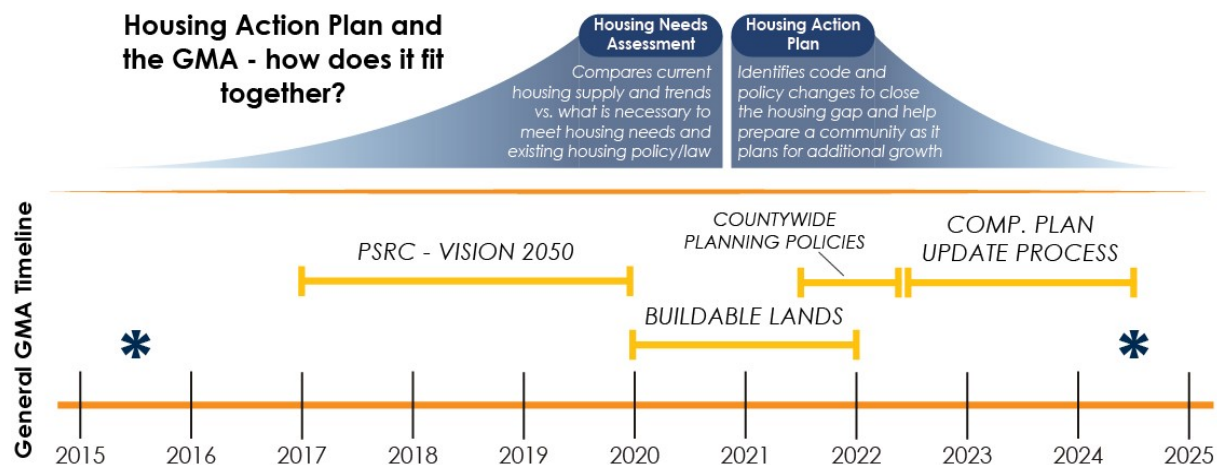 Housing Action Plan and
the GMA - how does it fit
together?
Housing Needs
Assessment
Compares current
housing supply and trends
vs. what is necessary to
meet housing needs and
existing housing policy/law
Housing Action
Plan
Identifies code and
policy changes to close
the housing gap and help
prepare a community as it
plans for additional growth
General GMA Timeline
PSRC - VISION 2050
COUNTYWIDE
PLANNING POLICIES
COMP. PLAN
UPDATE PROCESS
BUILDABLE LANDS
*
*
2015 2016 2017 2018 2019 2020 2021 2022 2023 2024 2025